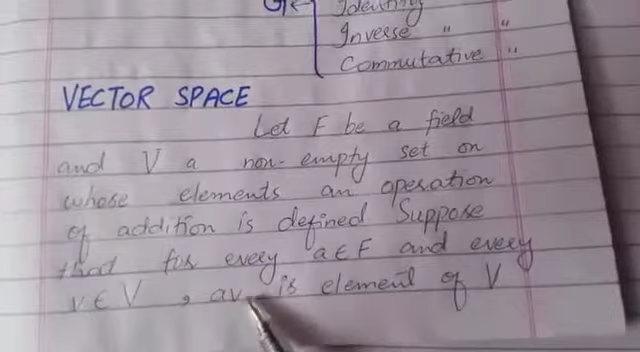 G←
Identity
Inverse " "
Commutative "
VECTOR SPACE
Let F be a field
and V a non-empty set on
whose elements an operation
of addition is defined Suppose
that for every a∈F and every
v∈V, av is element of V